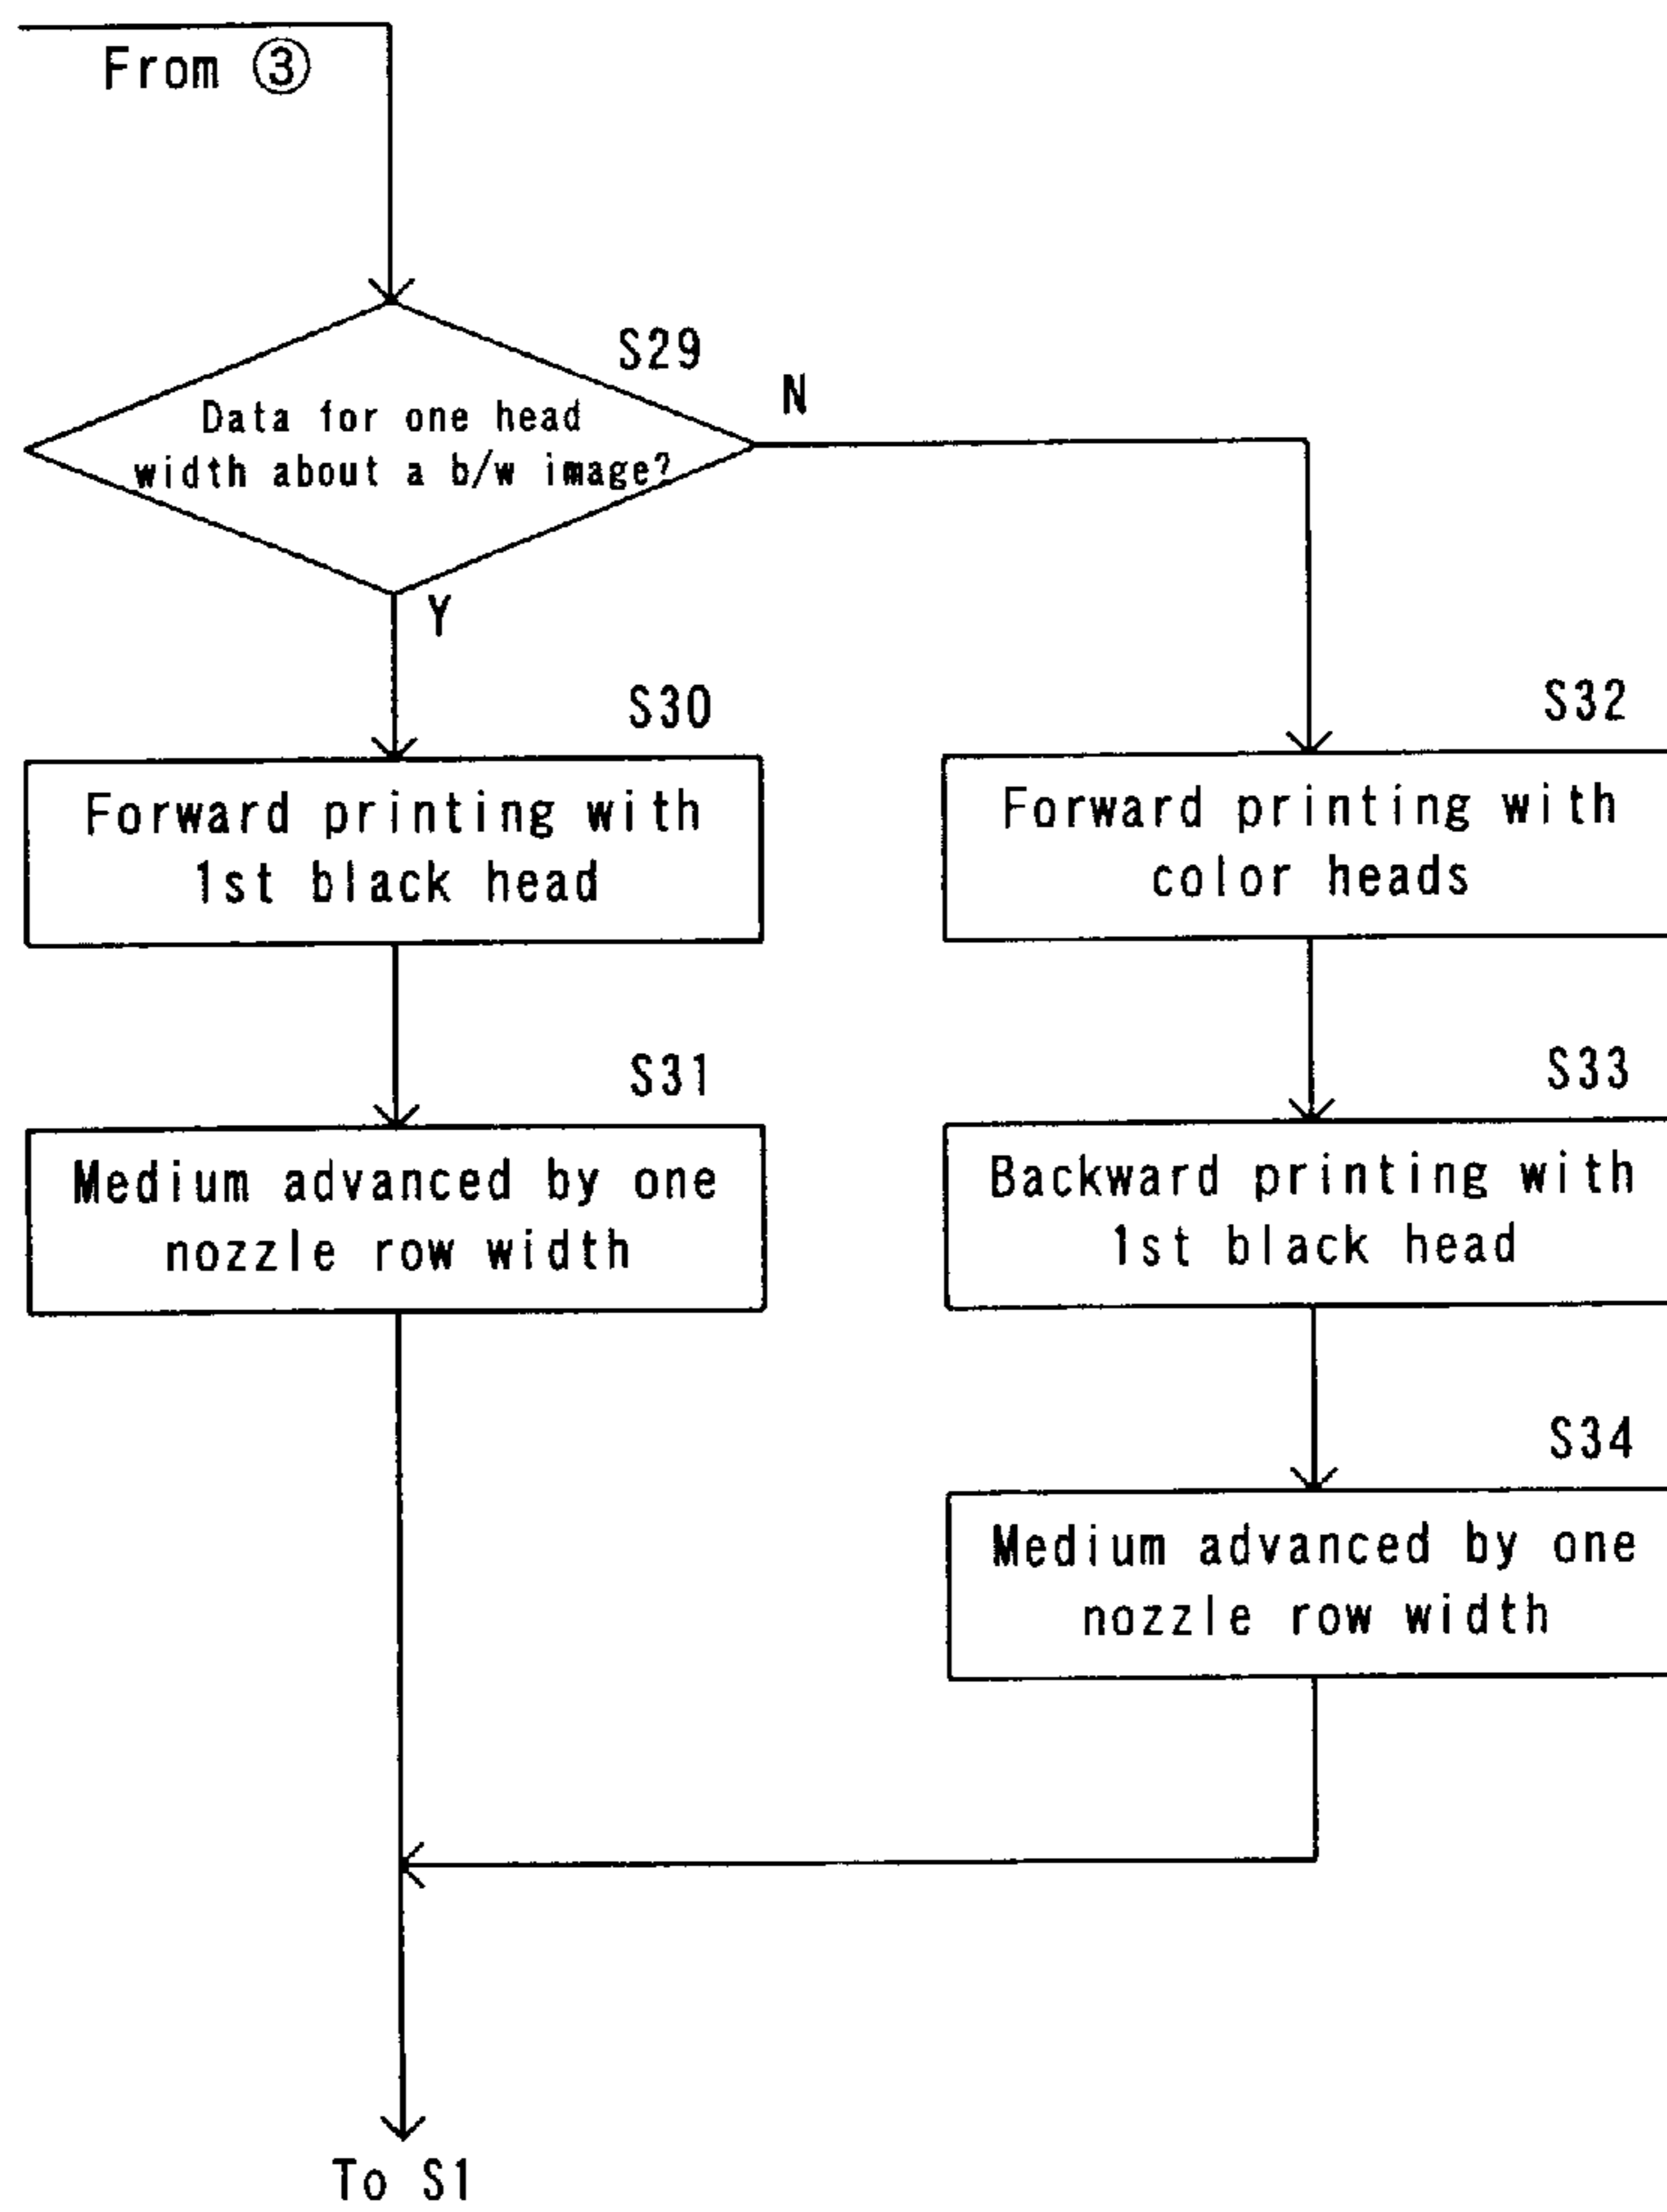 From ③
S29
Data for one head
width about a b/w image?
N
Y
S30
Forward printing with
1st black head
S31
Medium advanced by one
nozzle row width
S32
Forward printing with
color heads
S33
Backward printing with
1st black head
S34
Medium advanced by one
nozzle row width
To S1